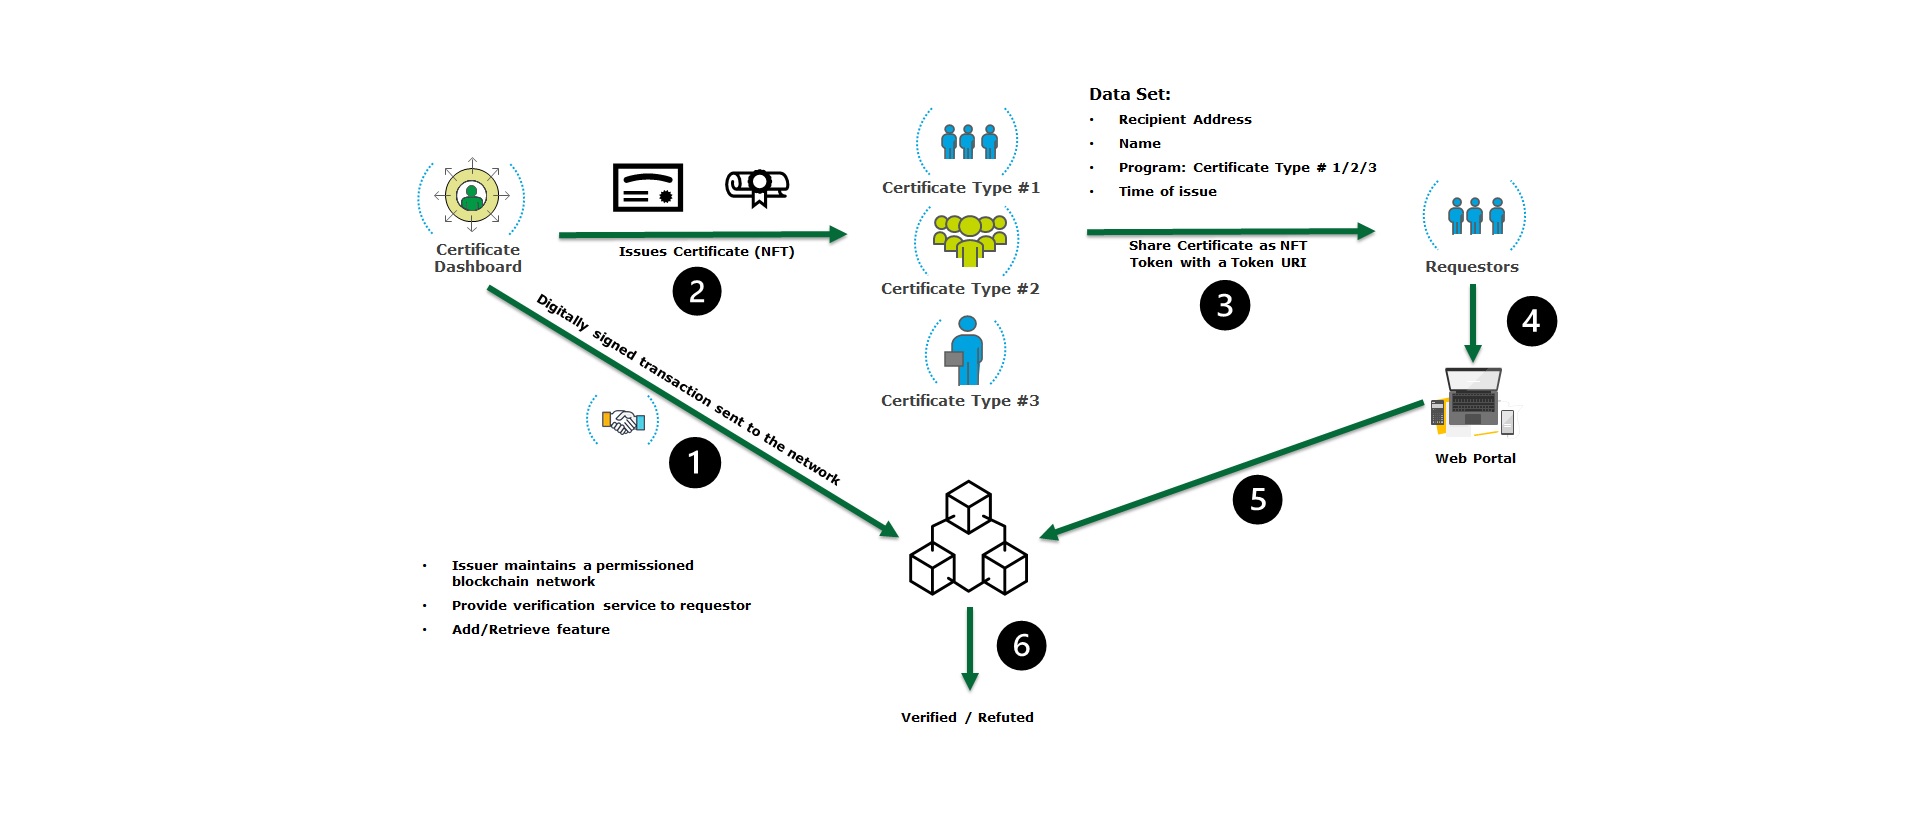 Data Set:
• Recipient Address
• Name
• Program: Certificate Type # 1/2/3
• Time of issue
Certificate
Dashboard
Issues Certificate (NFT)
2
Certificate Type #1
Certificate Type #2
Certificate Type #3
Share Certificate as NFT
Token with a Token URI
3
Requestors
4
Web Portal
Digitally signed transaction sent to the network
1
5
• Issuer maintains a permissioned
blockchain network
• Provide verification service to requestor
• Add/Retrieve feature
6
Verified / Refuted